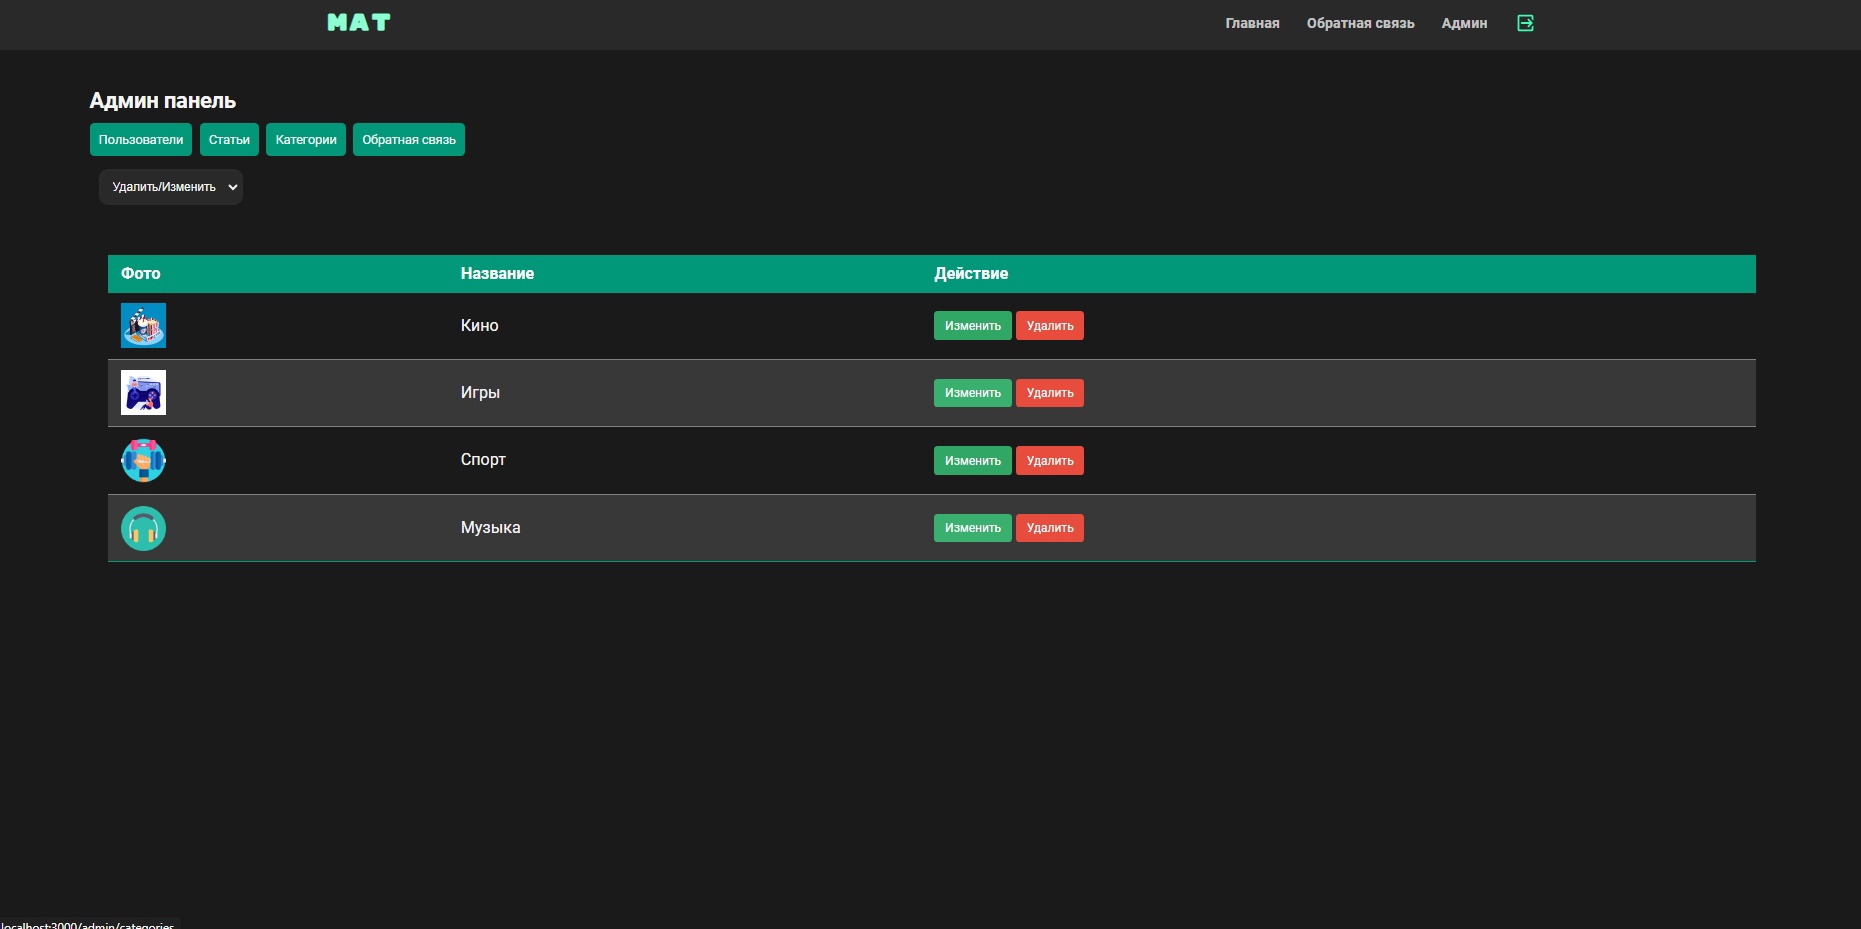 MAT
Главная Обратная связь Админ
Админ панель
Пользователи Статьи Категории Обратная связь
Удалить/Изменить
Фото Название Действие
Кино Изменить Удалить
Игры Изменить Удалить
Спорт Изменить Удалить
Музыка Изменить Удалить
localhost:3000/admin/categories